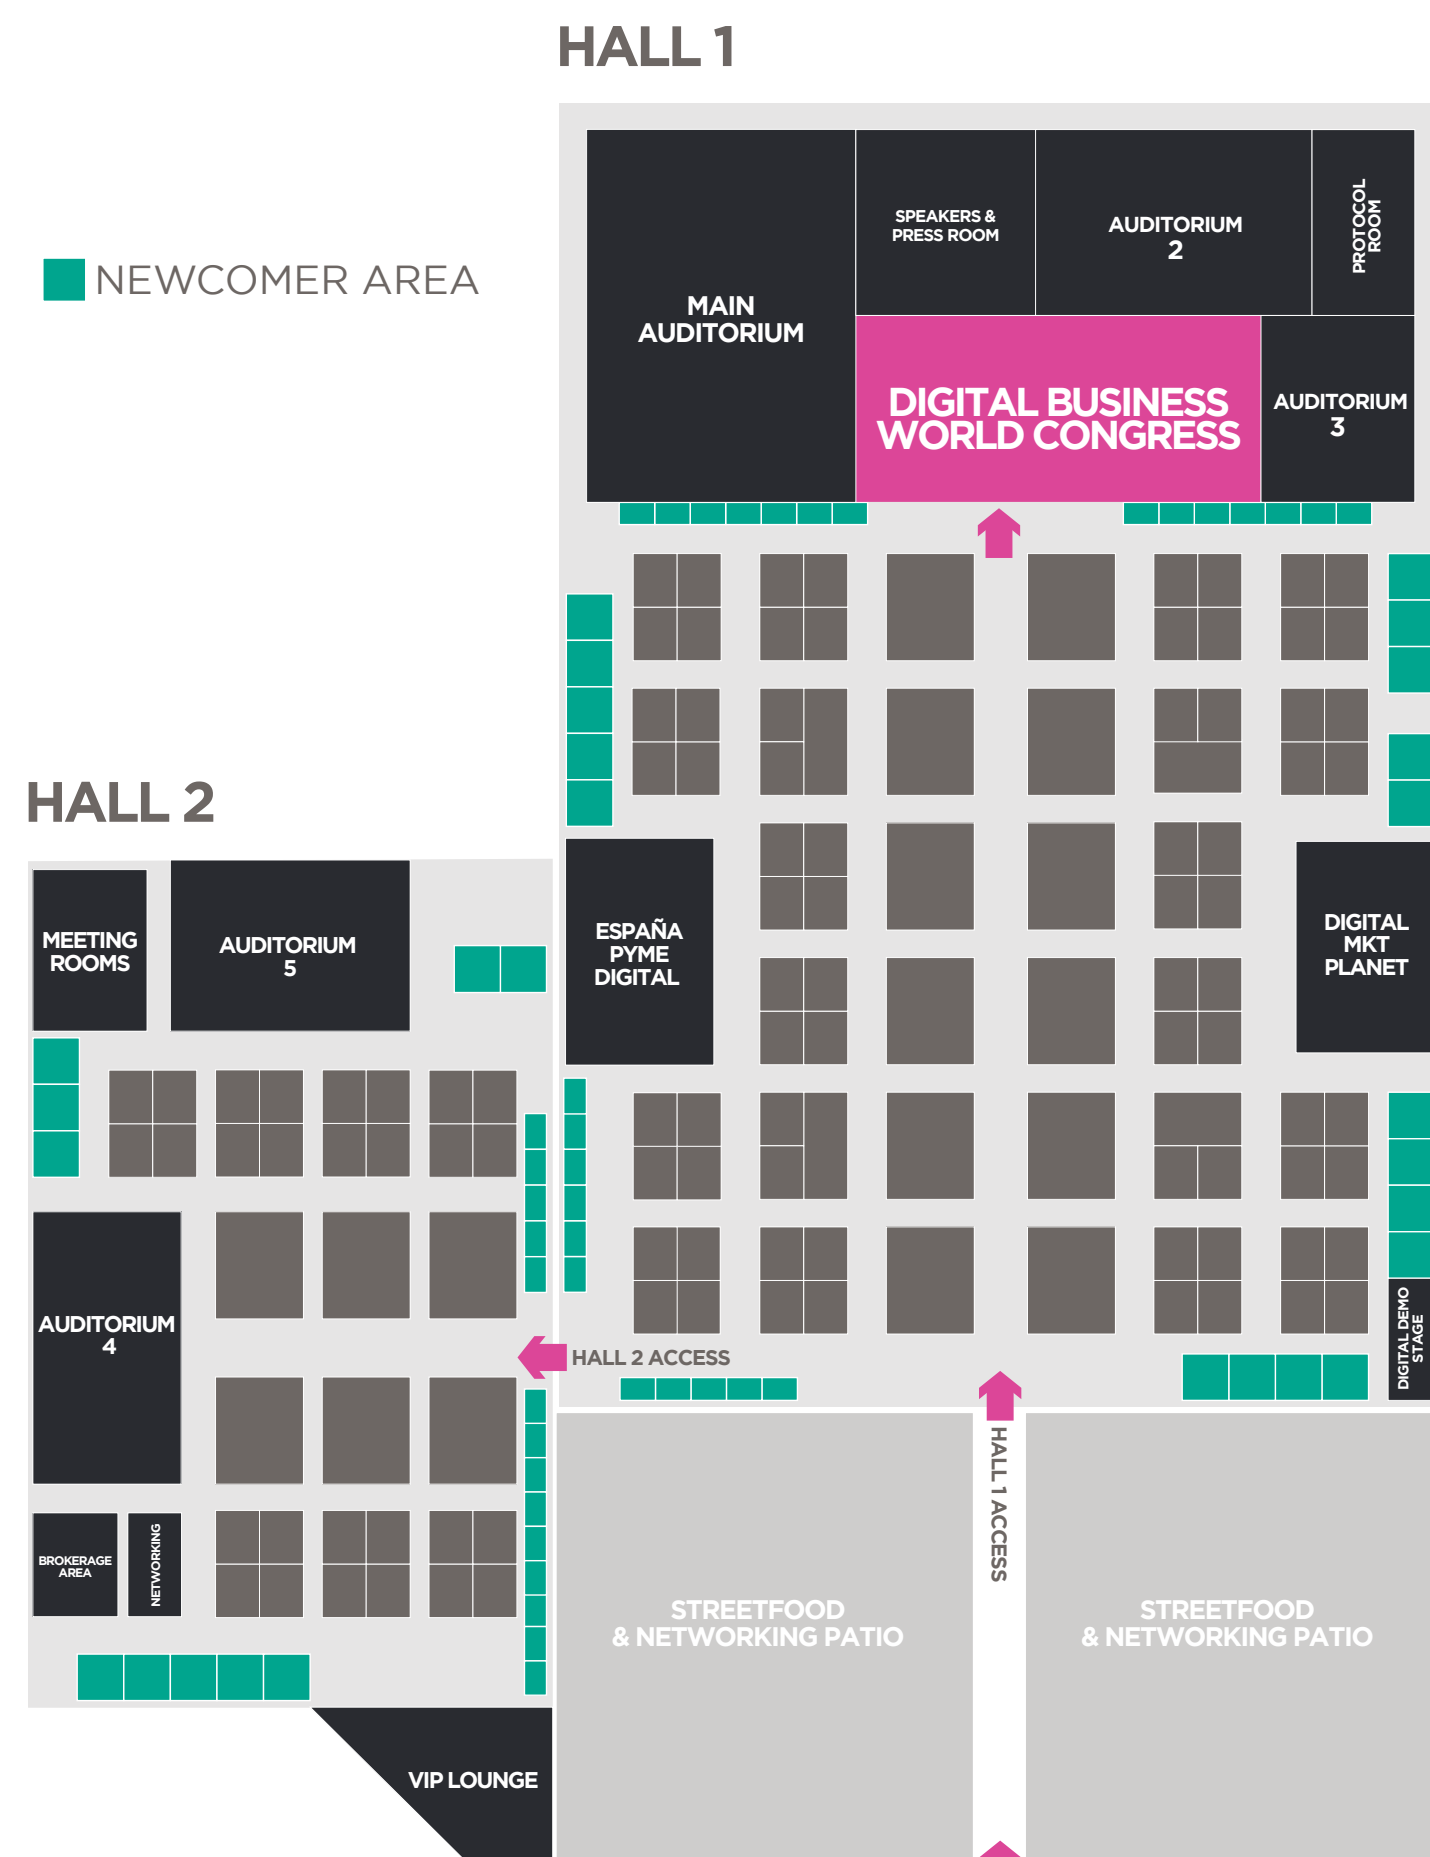 HALL 1
NEWCOMER AREA
MAIN
AUDITORIUM
SPEAKERS &
PRESS ROOM
AUDITORIUM
2
PROTOCOL
ROOM
DIGITAL BUSINESS
WORLD CONGRESS
AUDITORIUM
3
HALL 2
MEETING
ROOMS
AUDITORIUM
5
ESPAÑA
PYME
DIGITAL
DIGITAL
MKT
PLANET
AUDITORIUM
4
HALL 2 ACCESS
DIGITAL DEMO
STAGE
HALL 1 ACCESS
BROKERAGE
AREA
NETWORKING
STREETFOOD
& NETWORKING PATIO
STREETFOOD
& NETWORKING PATIO
VIP LOUNGE